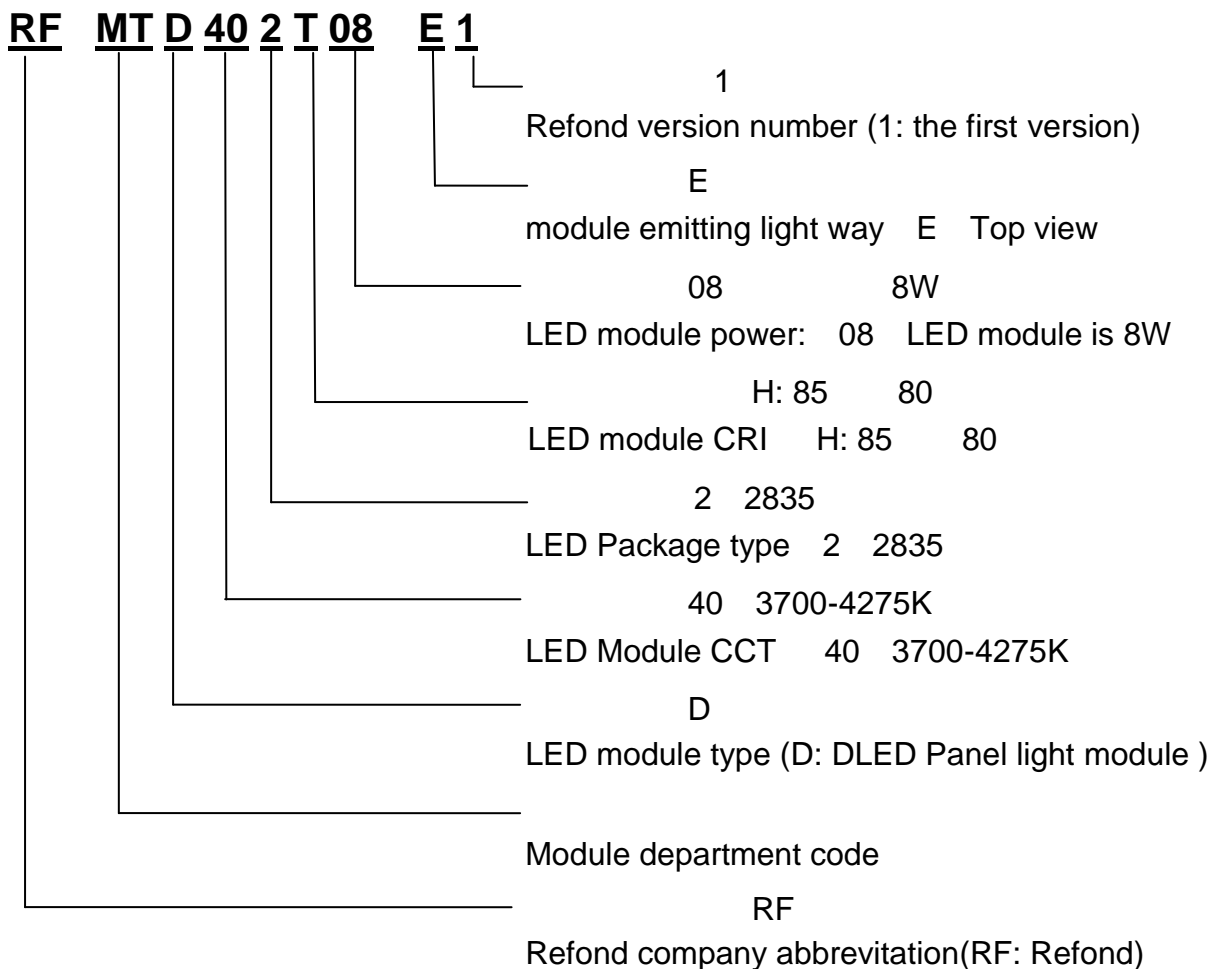 RF MT D 40 2 T 08 E 1
1
Refond version number (1: the first version)
E
module emitting light way E Top view
08 8W
LED module power: 08 LED module is 8W
H: 85 80
LED module CRI H: 85 80
2 2835
LED Package type 2 2835
40 3700-4275K
LED Module CCT 40 3700-4275K
D
LED module type (D: DLED Panel light module )
Module department code
RF
Refond company abbrevitation(RF: Refond)